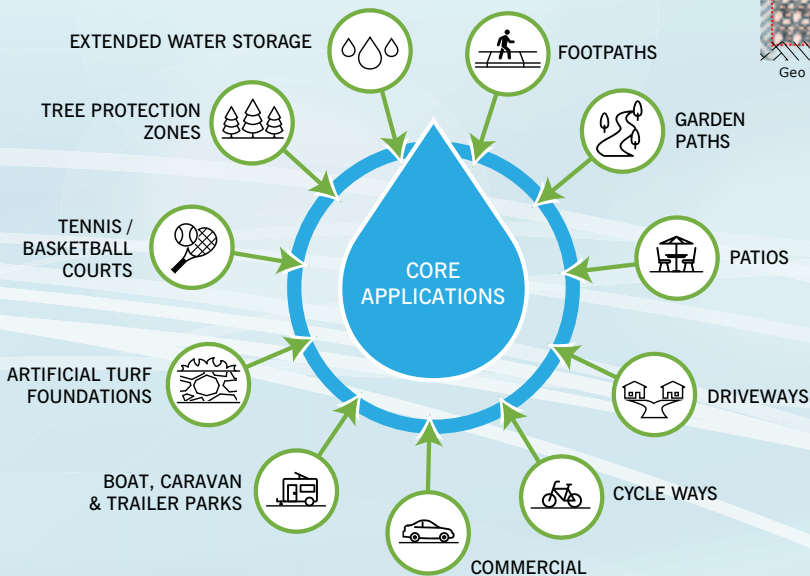 EXTENDED WATER STORAGE
FOOTPATHS
Geo
TREE PROTECTION
ZONES
GARDEN
PATHS
TENNIS /
BASKETBALL
COURTS
PATIOS
CORE
APPLICATIONS
ARTIFICIAL TURF
FOUNDATIONS
DRIVEWAYS
BOAT, CARAVAN
& TRAILER PARKS
CYCLE WAYS
COMMERCIAL